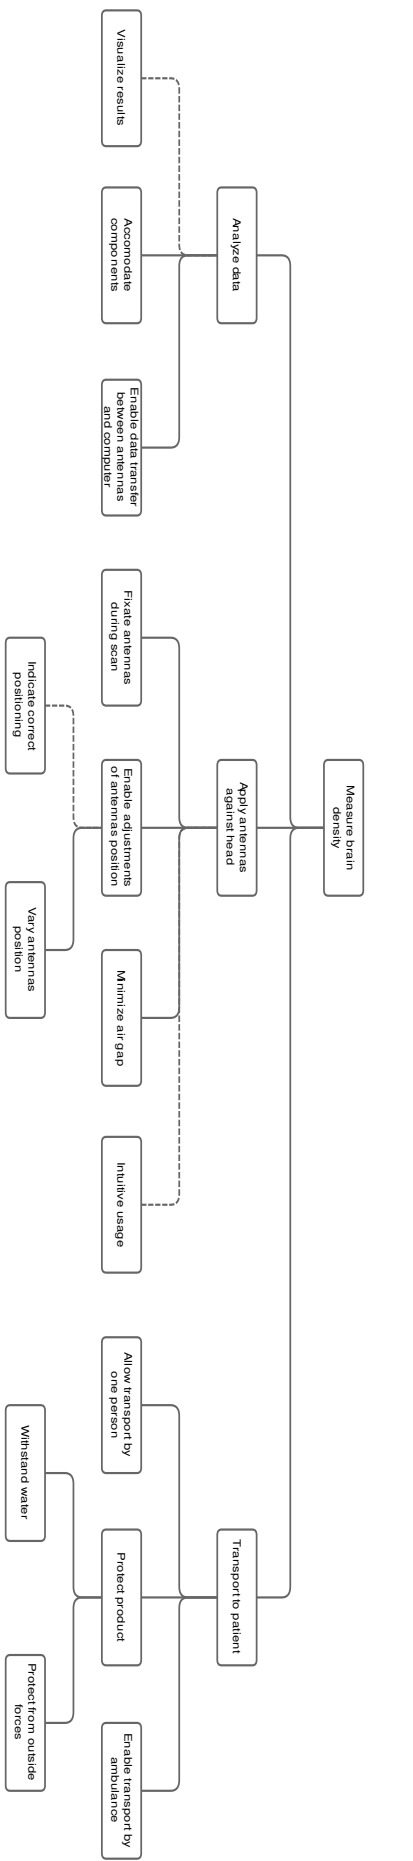 Measure brain
density
Analyze data
Apply antennas
against head
Transport to patient
Visualize results
Accomodate
components
Enable data transfer
between antennas
and computer
Fixate antennas
during scan
Enable adjustments
of antennas position
Minimize air gap
Intuitive usage
Allow transport by
one person
Protect product
Enable transport by
ambulance
Indicate correct
positioning
Vary antennas
position
Withstand water
Protect from outside
forces